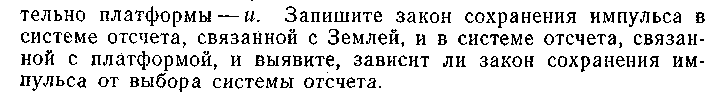 тельно платформы — u. Запишите закон сохранения импульса в
системе отсчета, связанной с Землей, и в системе отсчета, связан-
ной с платформой, и выявите, зависит ли закон сохранения им-
пульса от выбора системы отсчета.